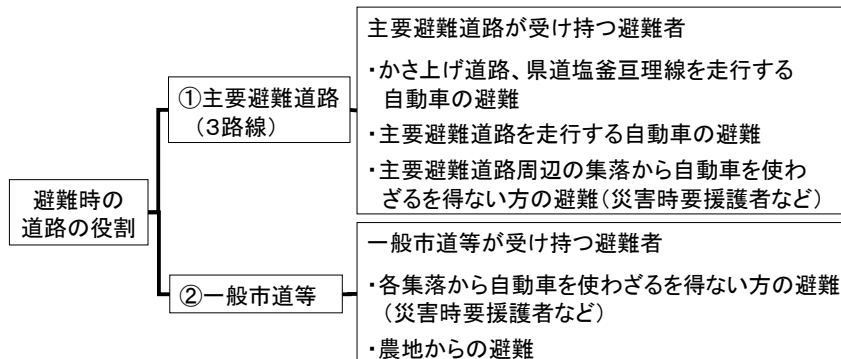 避難時の
道路の役割
①主要避難道路
（３路線）
主要避難道路が受け持つ避難者
・かさ上げ道路、県道塩釜亘理線を走行する
自動車の避難
・主要避難道路を走行する自動車の避難
・主要避難道路周辺の集落から自動車を使わ
ざるを得ない方の避難（災害時要援護者など）
②一般市道等
一般市道等が受け持つ避難者
・各集落から自動車を使わざるを得ない方の避難
（災害時要援護者など）
・農地からの避難